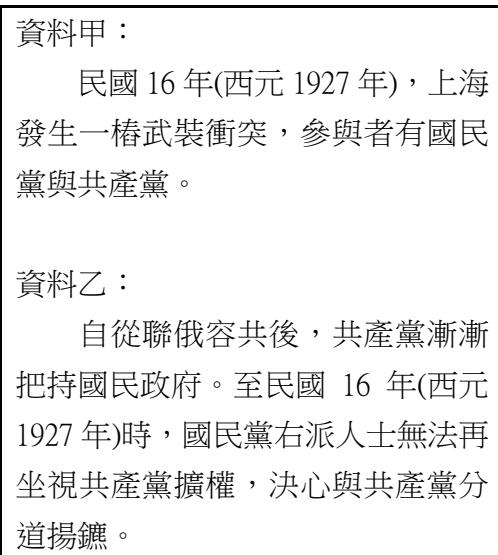 資料甲：
民國 16 年(西元 1927 年)，上海
發生一樁武裝衝突，參與者有國民
黨與共產黨。
資料乙：
自從聯俄容共後，共產黨漸漸
把持國民政府。至民國 16 年(西元
1927 年)時，國民黨右派人士無法再
坐視共產黨擴權，決心與共產黨分
道揚鑣。